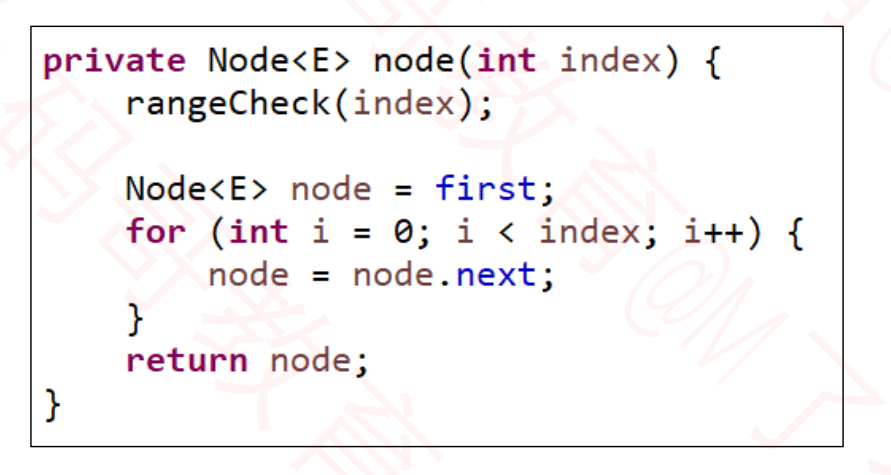 private Node<E> node(int index) {
    rangeCheck(index);

    Node<E> node = first;
    for (int i = 0; i < index; i++) {
        node = node.next;
    }
    return node;
}